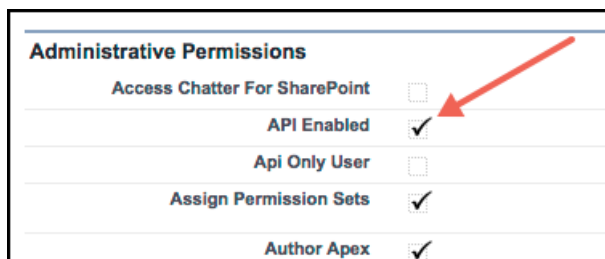 Administrative Permissions
Access Chatter For SharePoint
API Enabled
Api Only User
Assign Permission Sets
Author Apex